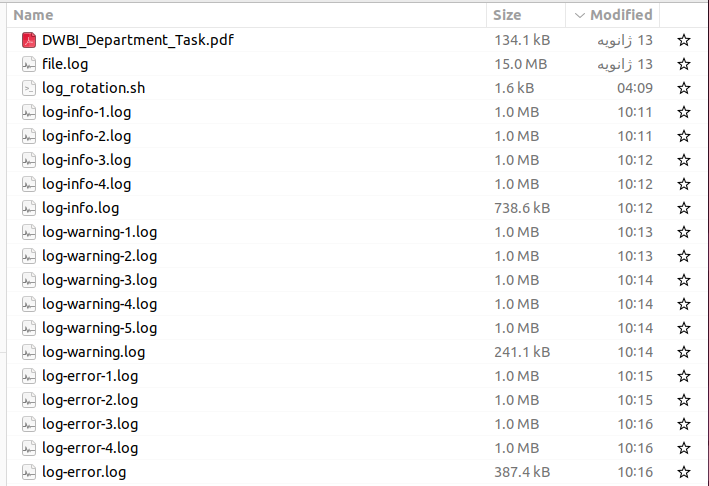 Name Size Modified
DWBI_Department_Task.pdf 134.1 kB 13 ژانویه
file.log 15.0 MB 13 ژانویه
log_rotation.sh 1.6 kB 04:09
log-info-1.log 1.0 MB 10:11
log-info-2.log 1.0 MB 10:11
log-info-3.log 1.0 MB 10:12
log-info-4.log 1.0 MB 10:12
log-info.log 738.6 kB 10:12
log-warning-1.log 1.0 MB 10:13
log-warning-2.log 1.0 MB 10:13
log-warning-3.log 1.0 MB 10:14
log-warning-4.log 1.0 MB 10:14
log-warning-5.log 1.0 MB 10:14
log-warning.log 241.1 kB 10:14
log-error-1.log 1.0 MB 10:15
log-error-2.log 1.0 MB 10:15
log-error-3.log 1.0 MB 10:16
log-error-4.log 1.0 MB 10:16
log-error.log 387.4 kB 10:16